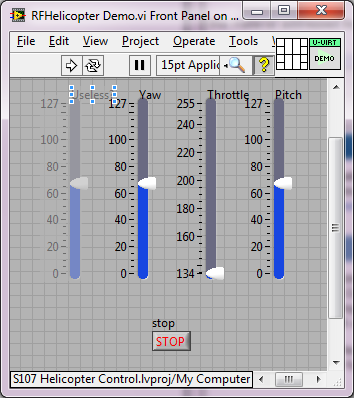 RFHelicopter Demo.vi Front Panel on ...
File Edit View Project Operate Tools
U-UIRT
DEMO
15pt Applic
?
Useless Yaw Throttle Pitch
127 127 255 127
240
100 100 220 100
80 80 200 80
60 60 180 60
40 40 160 40
20 20 20
0 0 134 0
stop
STOP
S107 Helicopter Control.lvproj/My Computer